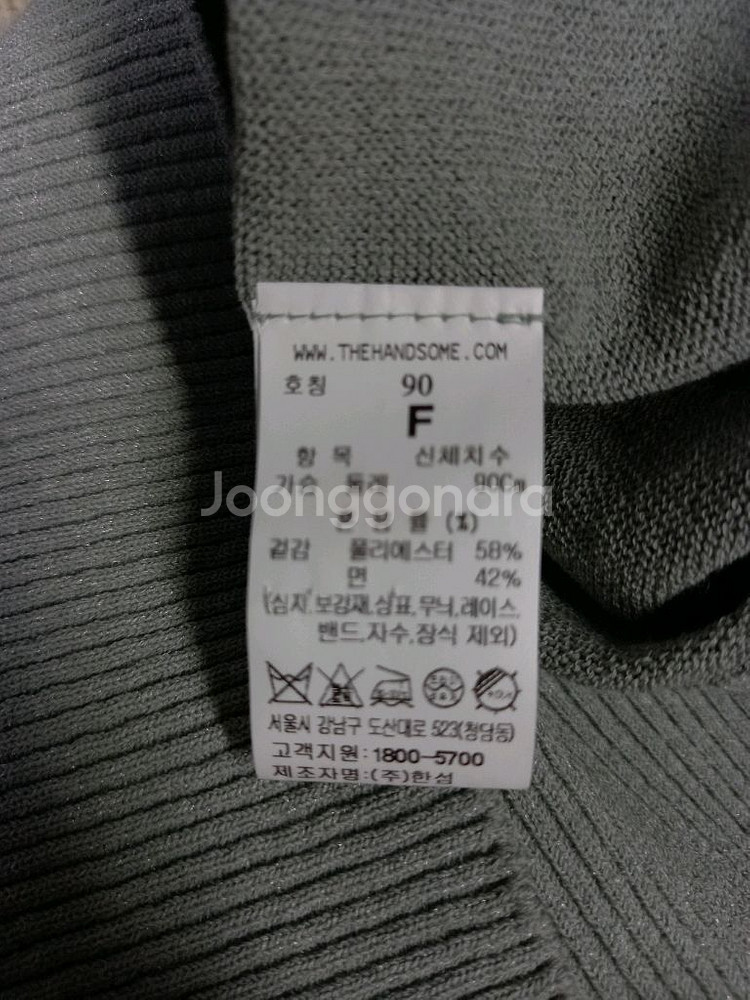 WWW.THEHANDSOME.COM
호칭 90
F
항 목 신체치수
가슴 둘레 90Cm
Joonggonara
(%)
겉감 폴리에스터 58%
면 42%
(심지,보강재,상표,무늬,레이스,
밴드,자수,장식 제외)
서울시 강남구 도산대로 523(청담동)
고객지원:1800-5700
제조자명:(주)한섬